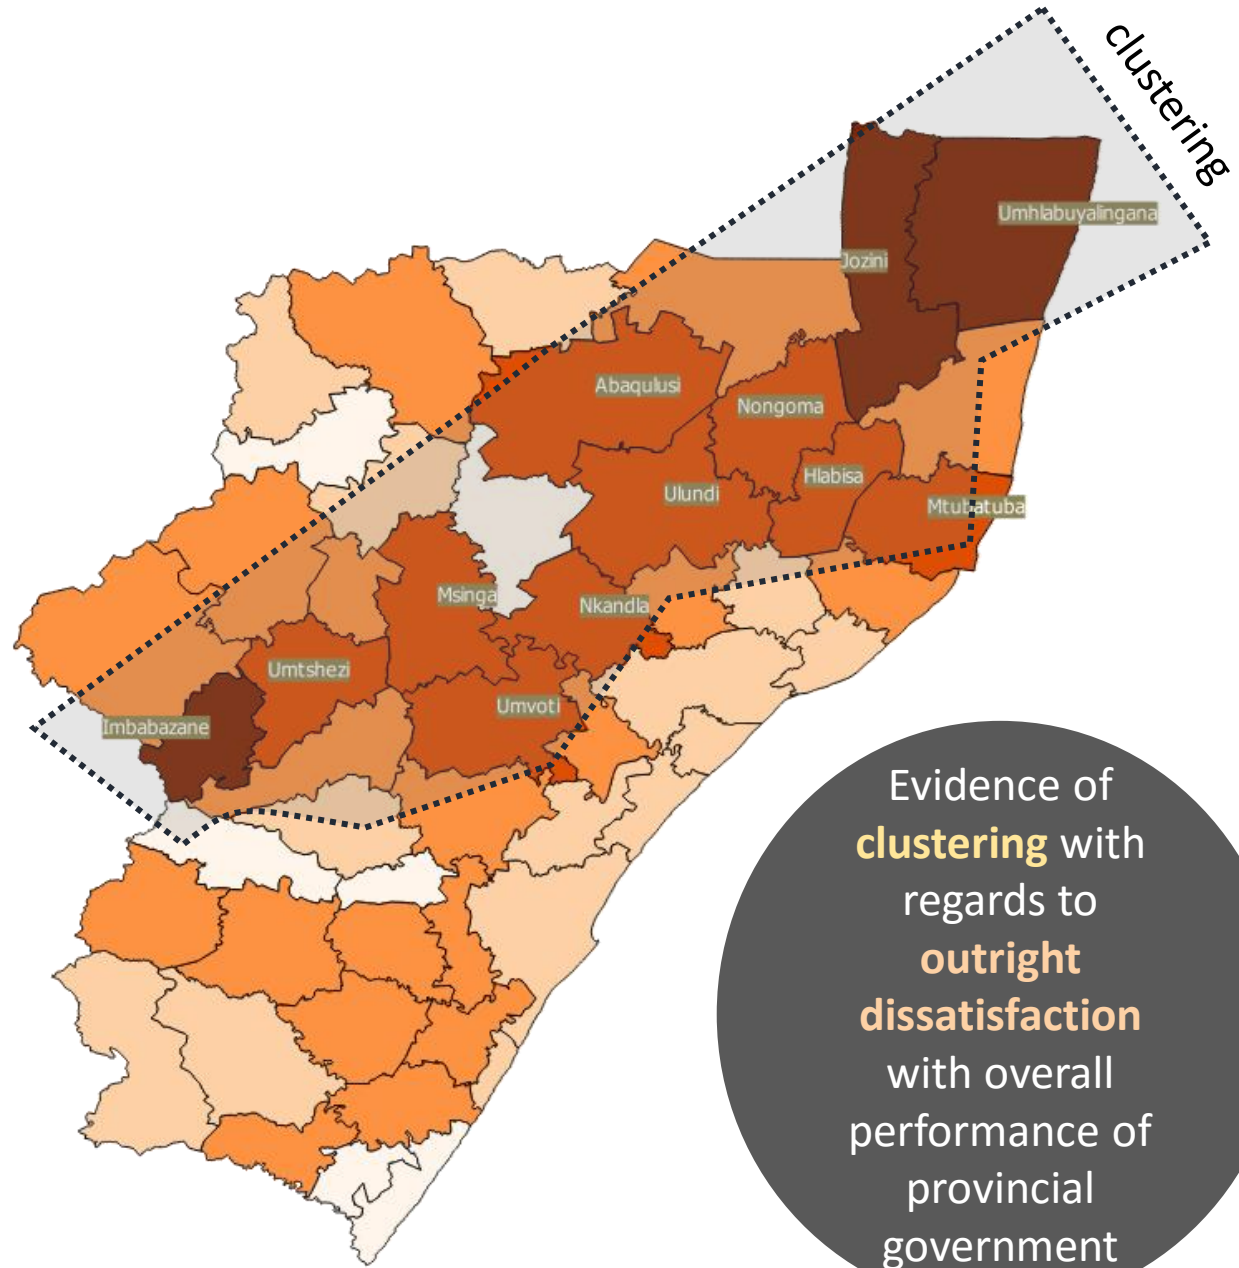 clustering
Umhlabuyalingana
Jozini
Abaqulusi
Nongoma
Hlabisa
Ulundi
Mtubatuba
Msinga
Nkandla
Umtshezi
Umvoti
Imbabazane
Evidence of
clustering with
regards to
outright
dissatisfaction
with overall
performance of
provincial
government